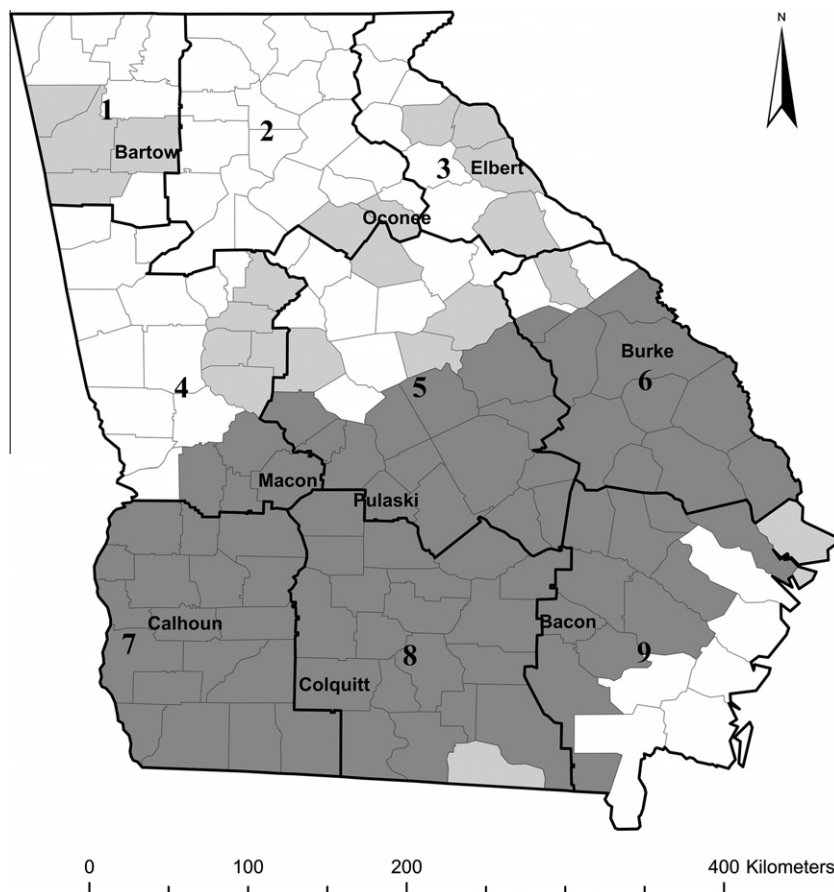 N
1
2
Bartow
3
Elbert
Oconee
4
5
Burke
6
Macon
Pulaski
Calhoun
7
Bacon
8
9
Colquitt
0 100 200 400 Kilometers